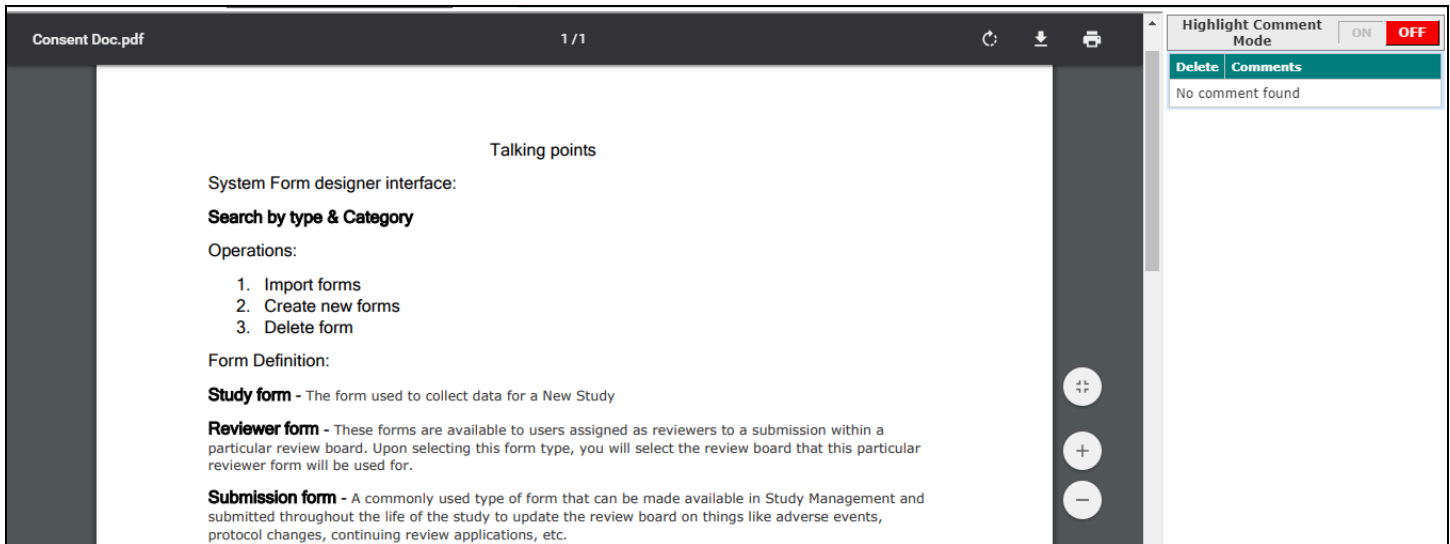 Consent Doc.pdf
1 / 1
Highlight Comment
Mode
ON
OFF
Delete
Comments
No comment found
Talking points
System Form designer interface:
Search by type & Category
Operations:
1. Import forms
2. Create new forms
3. Delete form
Form Definition:
Study form - The form used to collect data for a New Study
Reviewer form - These forms are available to users assigned as reviewers to a submission within a
particular review board. Upon selecting this form type, you will select the review board that this particular
reviewer form will be used for.
Submission form - A commonly used type of form that can be made available in Study Management and
submitted throughout the life of the study to update the review board on things like adverse events,
protocol changes, continuing review applications, etc.